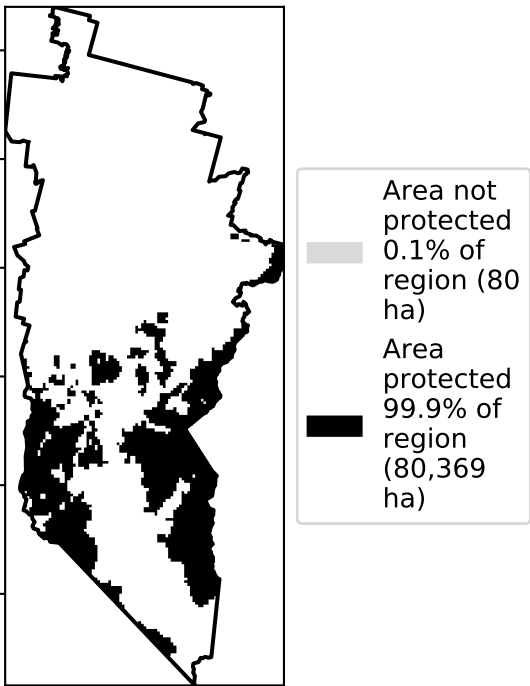 Area not
protected
0.1% of
region (80
ha)
Area
protected
99.9% of
region
(80,369
ha)